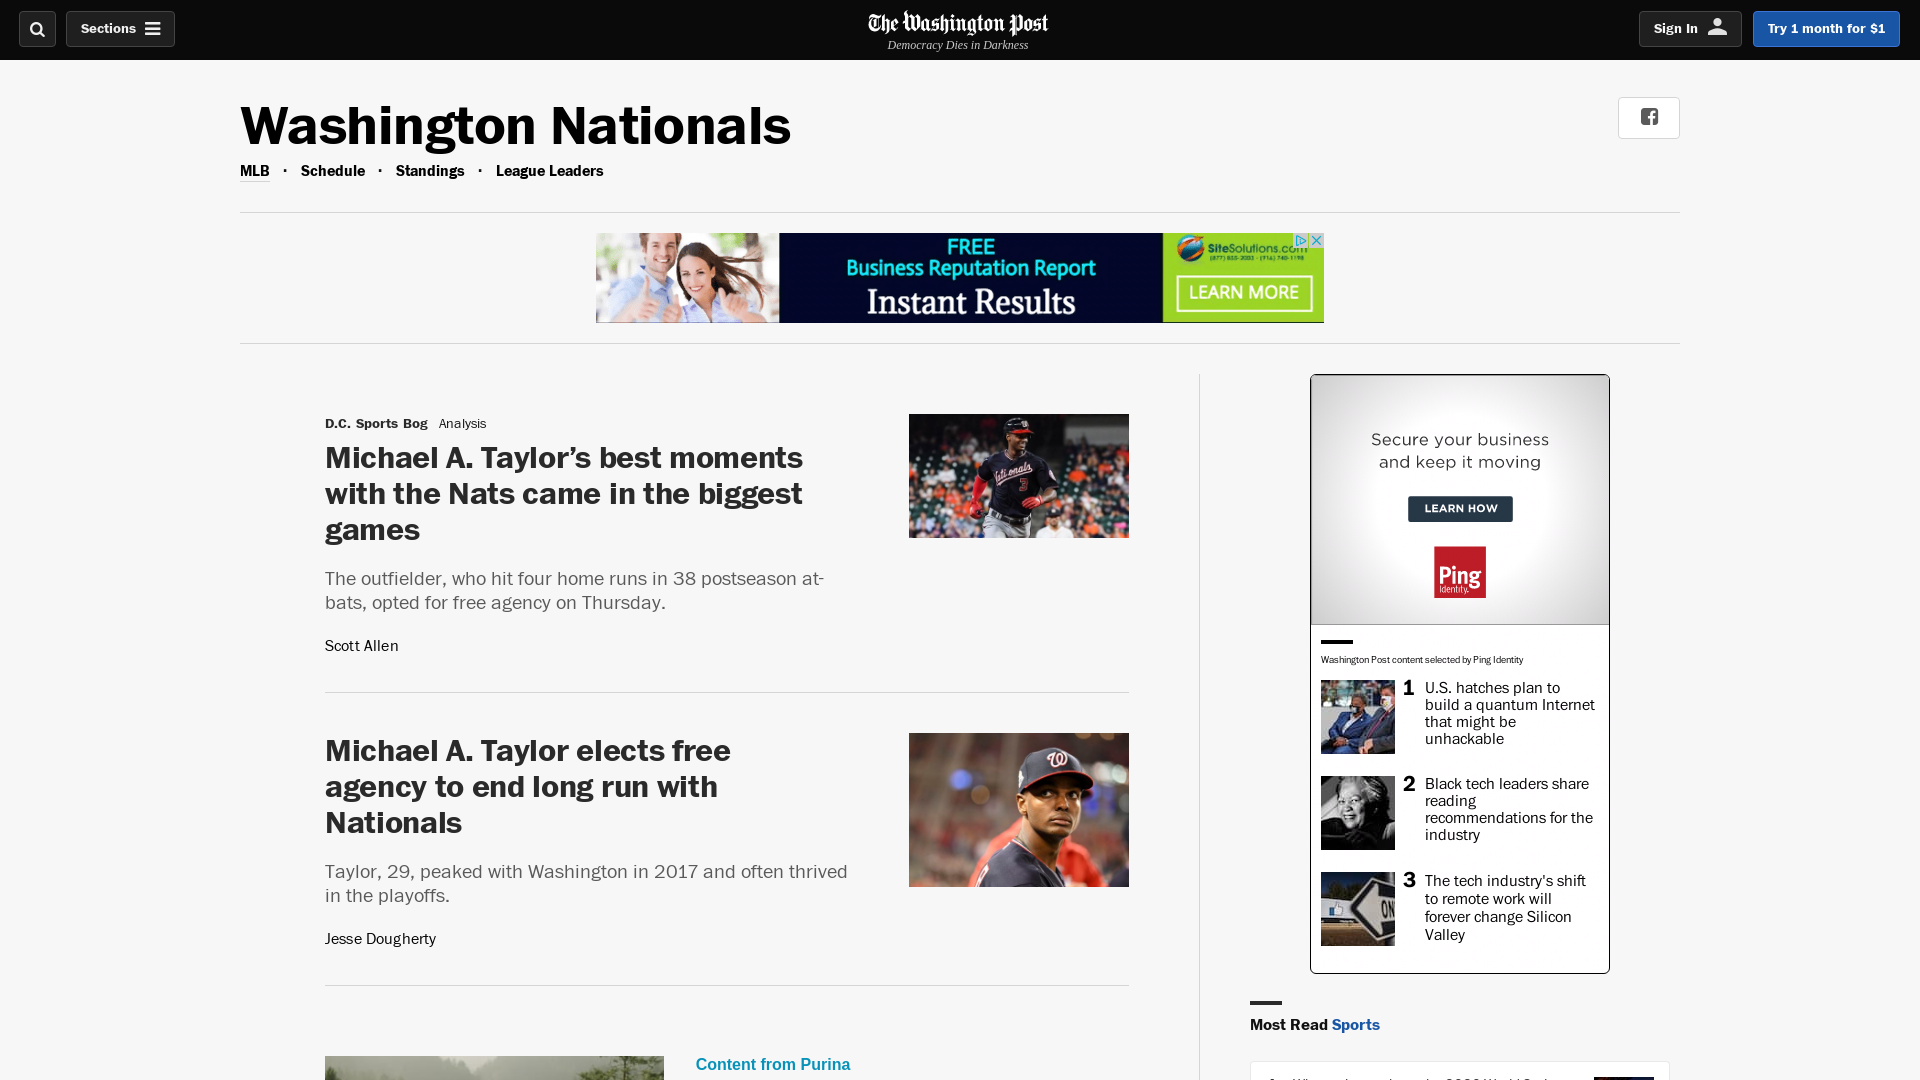 Sections
The Washington Post
Democracy Dies in Darkness
Sign In
Try 1 month for $1
Washington Nationals
MLB · Schedule · Standings · League Leaders
FREE
Business Reputation Report
Instant Results
SiteSolutions.com
LEARN MORE
D.C. Sports Bog Analysis
Michael A. Taylor’s best moments
with the Nats came in the biggest
games
The outfielder, who hit four home runs in 38 postseason at-
bats, opted for free agency on Thursday.
Scott Allen
Michael A. Taylor elects free
agency to end long run with
Nationals
Taylor, 29, peaked with Washington in 2017 and often thrived
in the playoffs.
Jesse Dougherty
Content from Purina
Secure your business
and keep it moving
LEARN HOW
Ping
Identity.
Washington Post content selected by Ping Identity
1 U.S. hatches plan to
build a quantum Internet
that might be
unhackable
2 Black tech leaders share
reading
recommendations for the
industry
3 The tech industry's shift
to remote work will
forever change Silicon
Valley
Most Read Sports